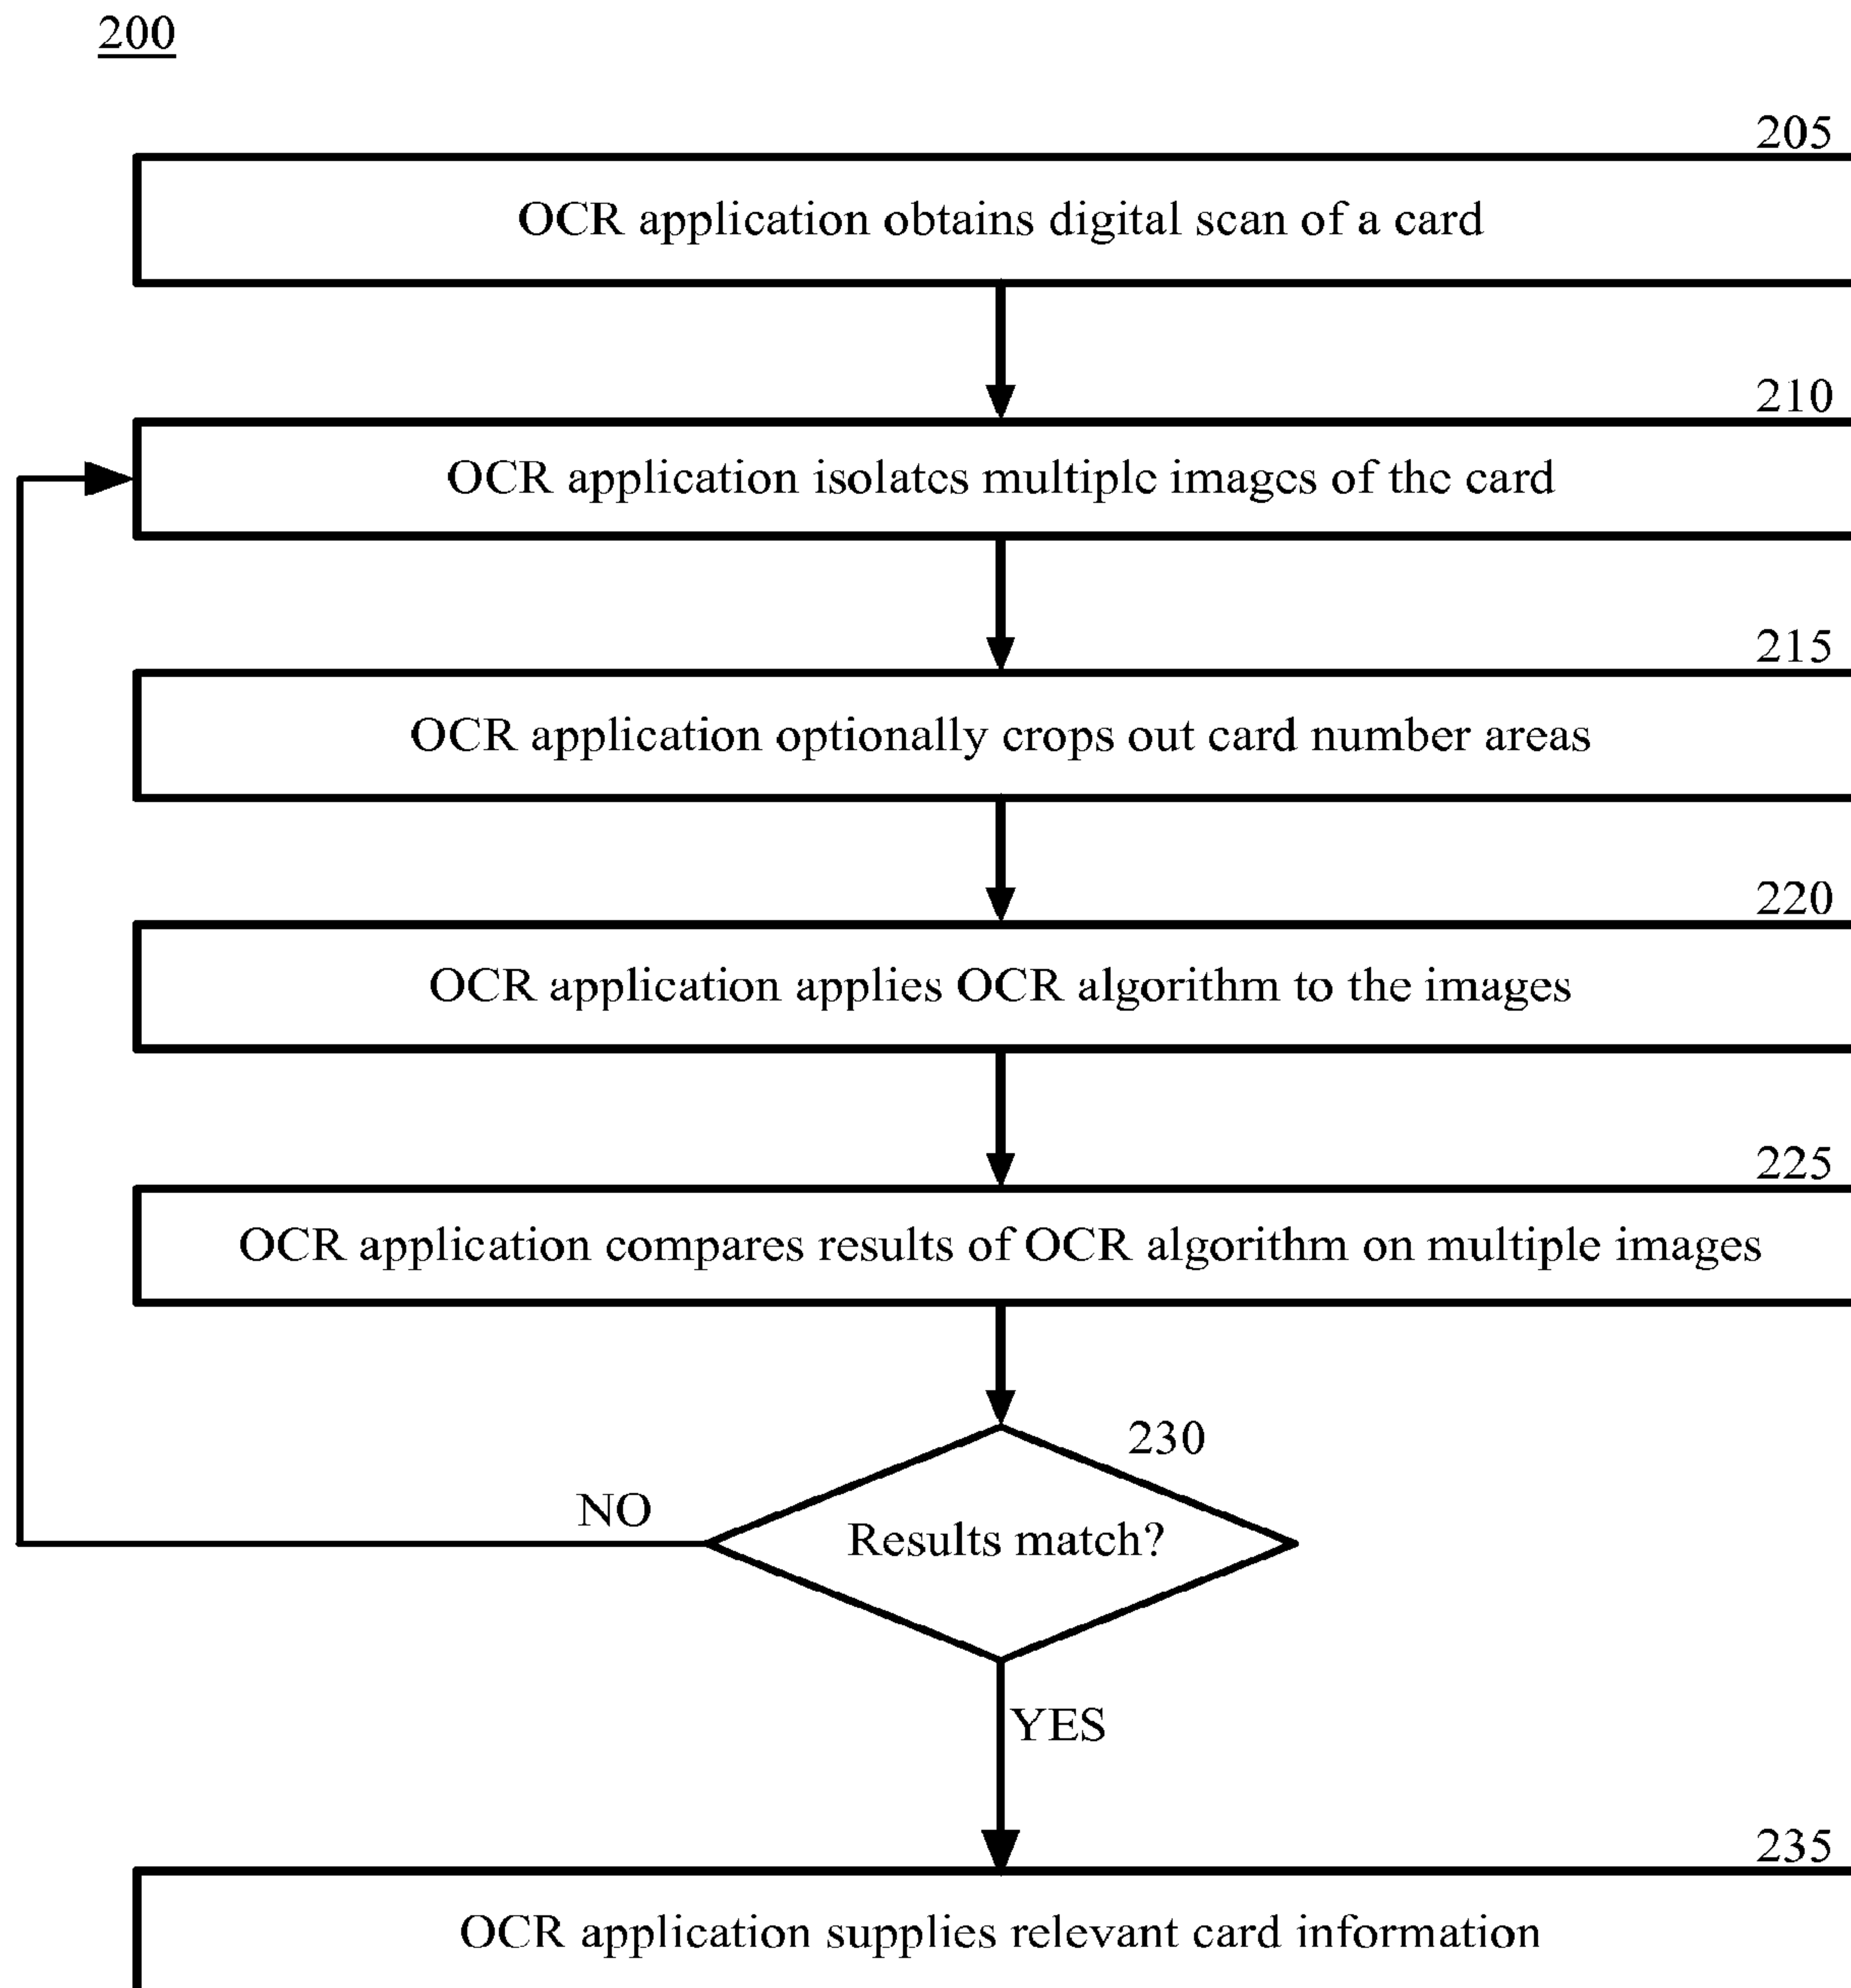 200
205
OCR application obtains digital scan of a card
210
OCR application isolates multiple images of the card
215
OCR application optionally crops out card number areas
220
OCR application applies OCR algorithm to the images
225
OCR application compares results of OCR algorithm on multiple images
230
NO
Results match?
YES
235
OCR application supplies relevant card information